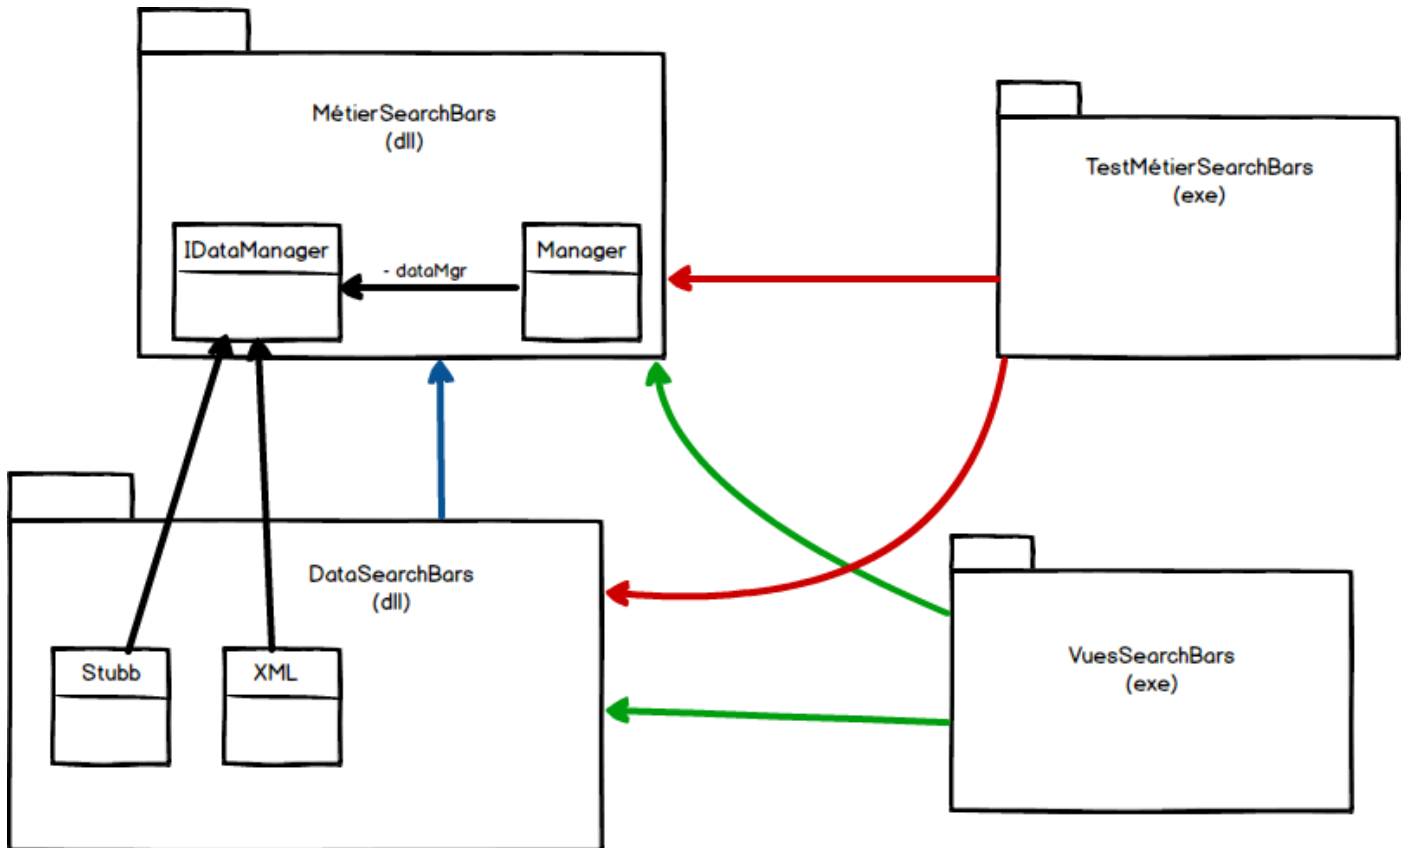 MétierSearchBars
(dll)
IDataManager
- dataMgr
Manager
TestMétierSearchBars
(exe)
DataSearchBars
(dll)
Stubb
XML
VuesSearchBars
(exe)